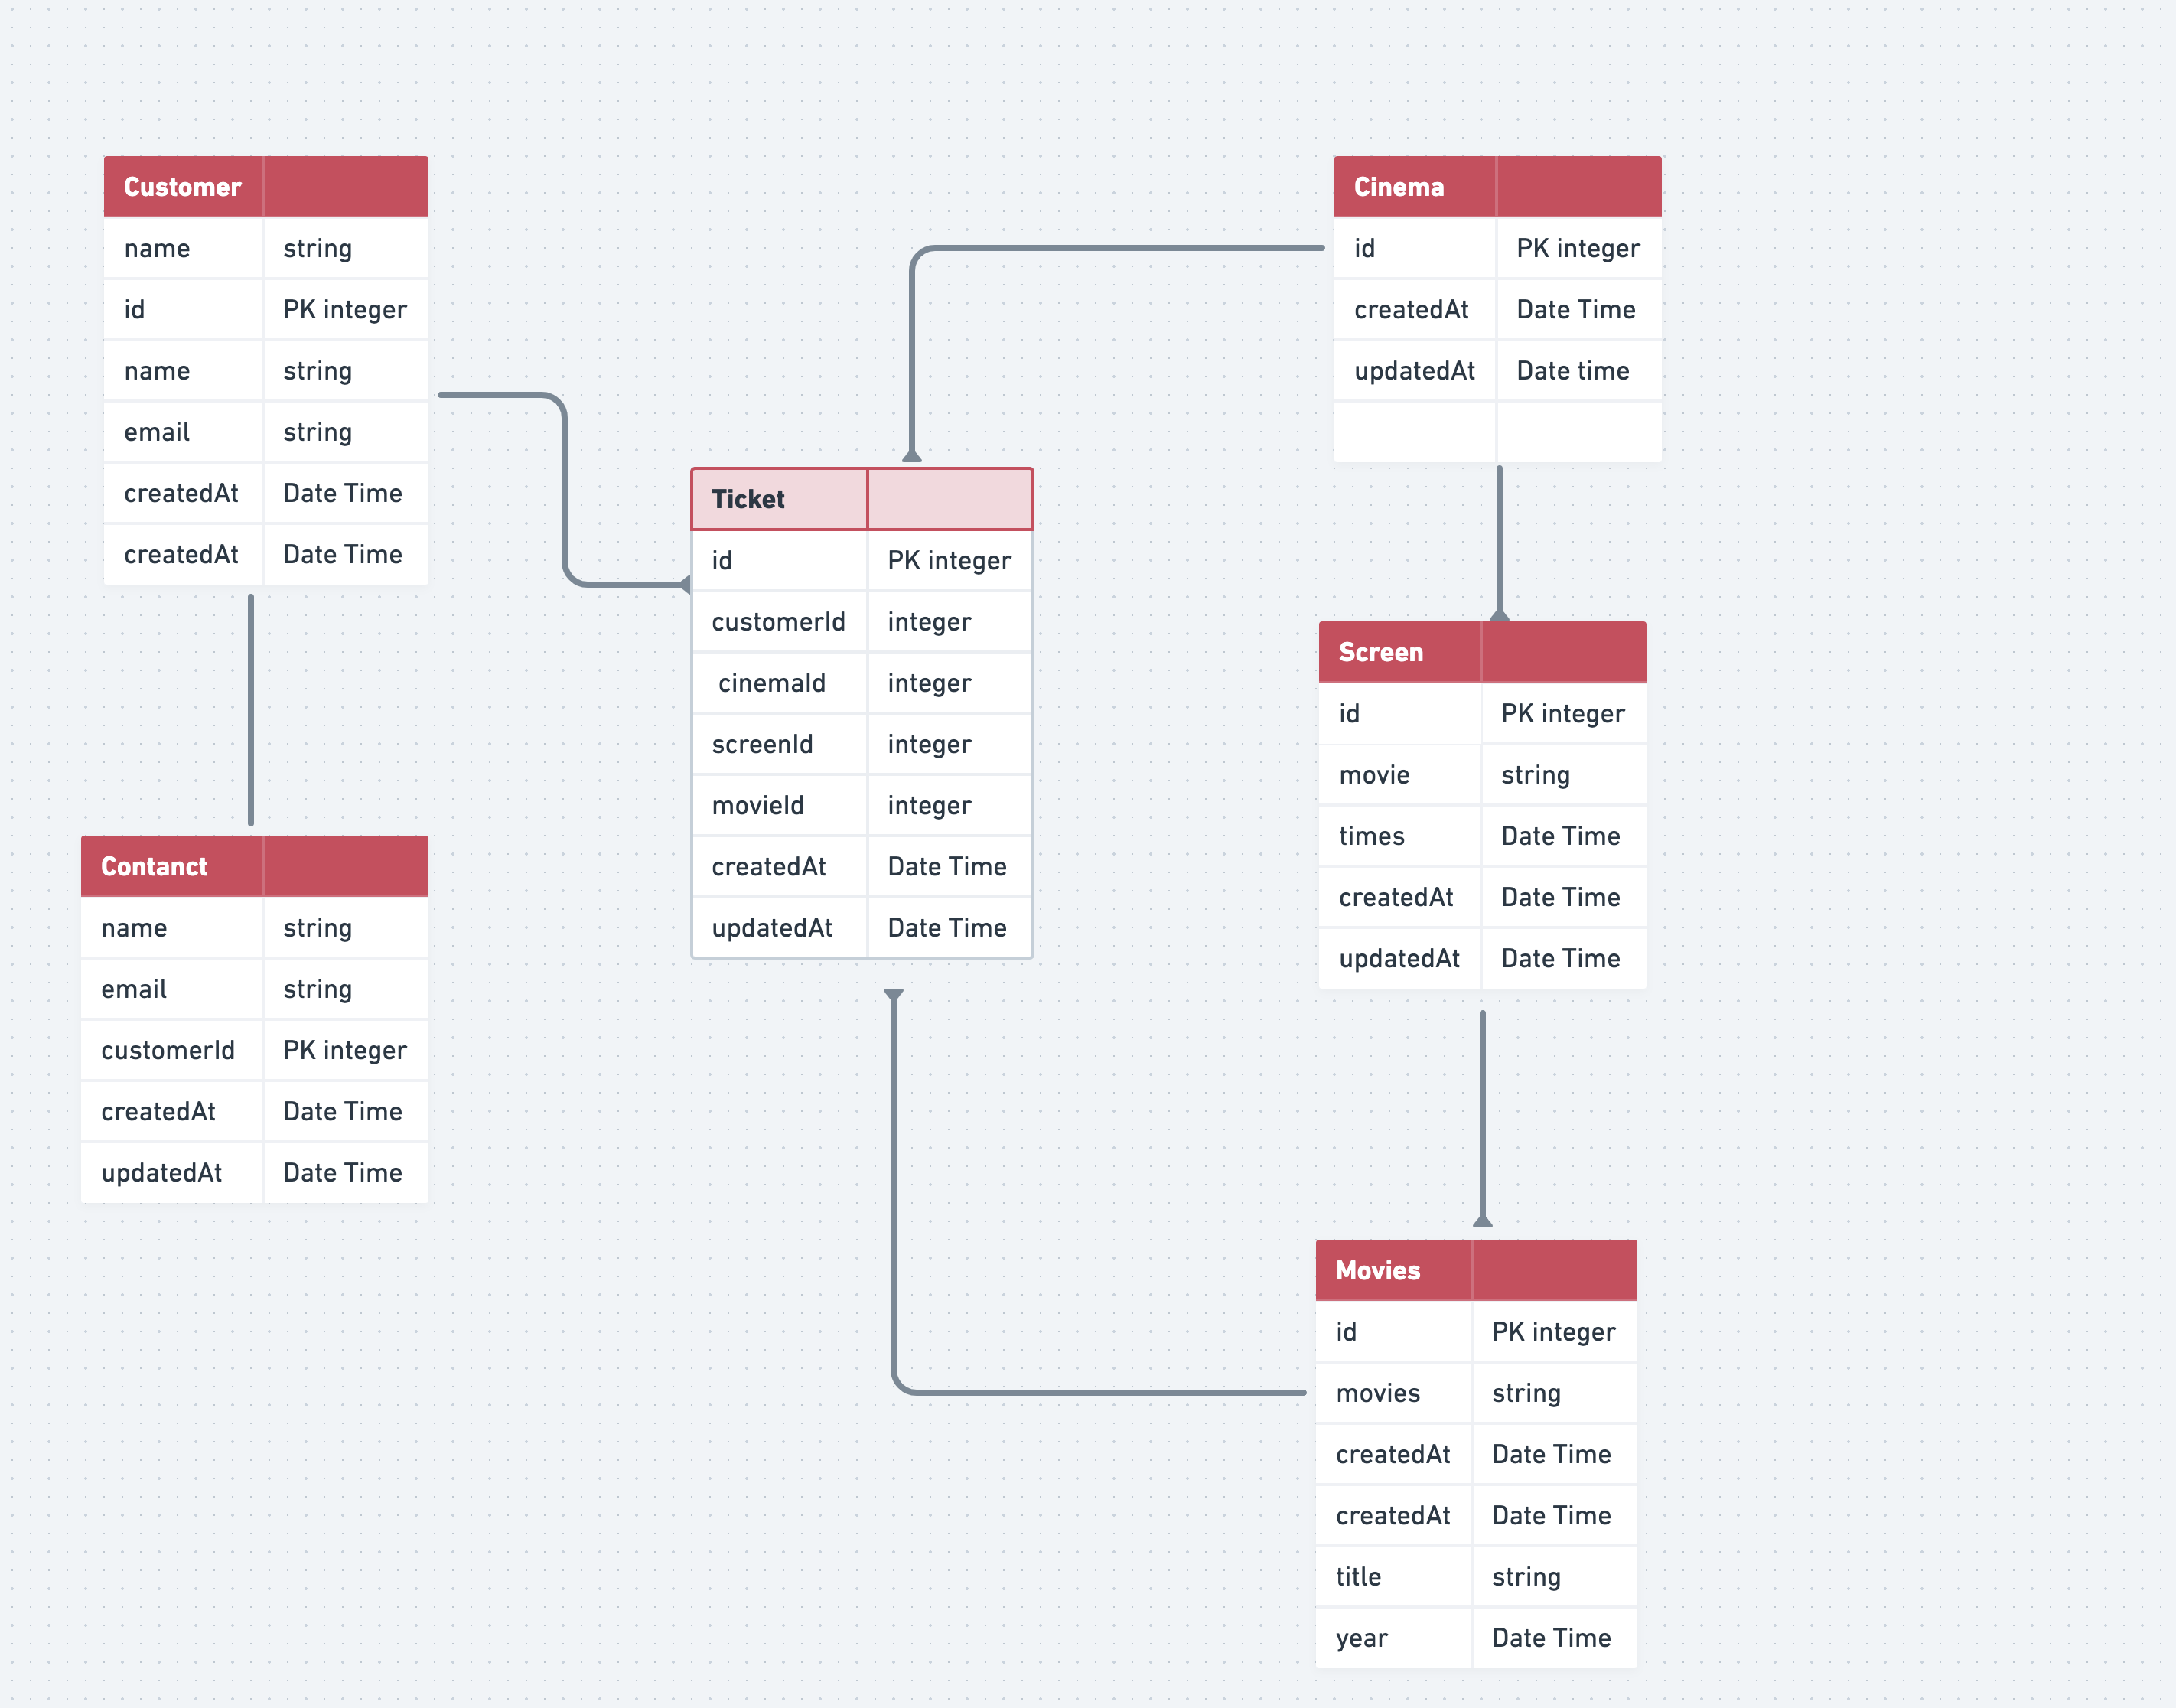 Customer
name string
id PK integer
name string
email string
createdAt Date Time
createdAt Date Time
Contanct
name string
email string
customerId PK integer
createdAt Date Time
updatedAt Date Time
Ticket
id PK integer
customerId integer
cinemaId integer
screenId integer
movieId integer
createdAt Date Time
updatedAt Date Time
Cinema
id PK integer
createdAt Date Time
updatedAt Date time
Screen
id PK integer
movie string
times Date Time
createdAt Date Time
updatedAt Date Time
Movies
id PK integer
movies string
createdAt Date Time
createdAt Date Time
title string
year Date Time